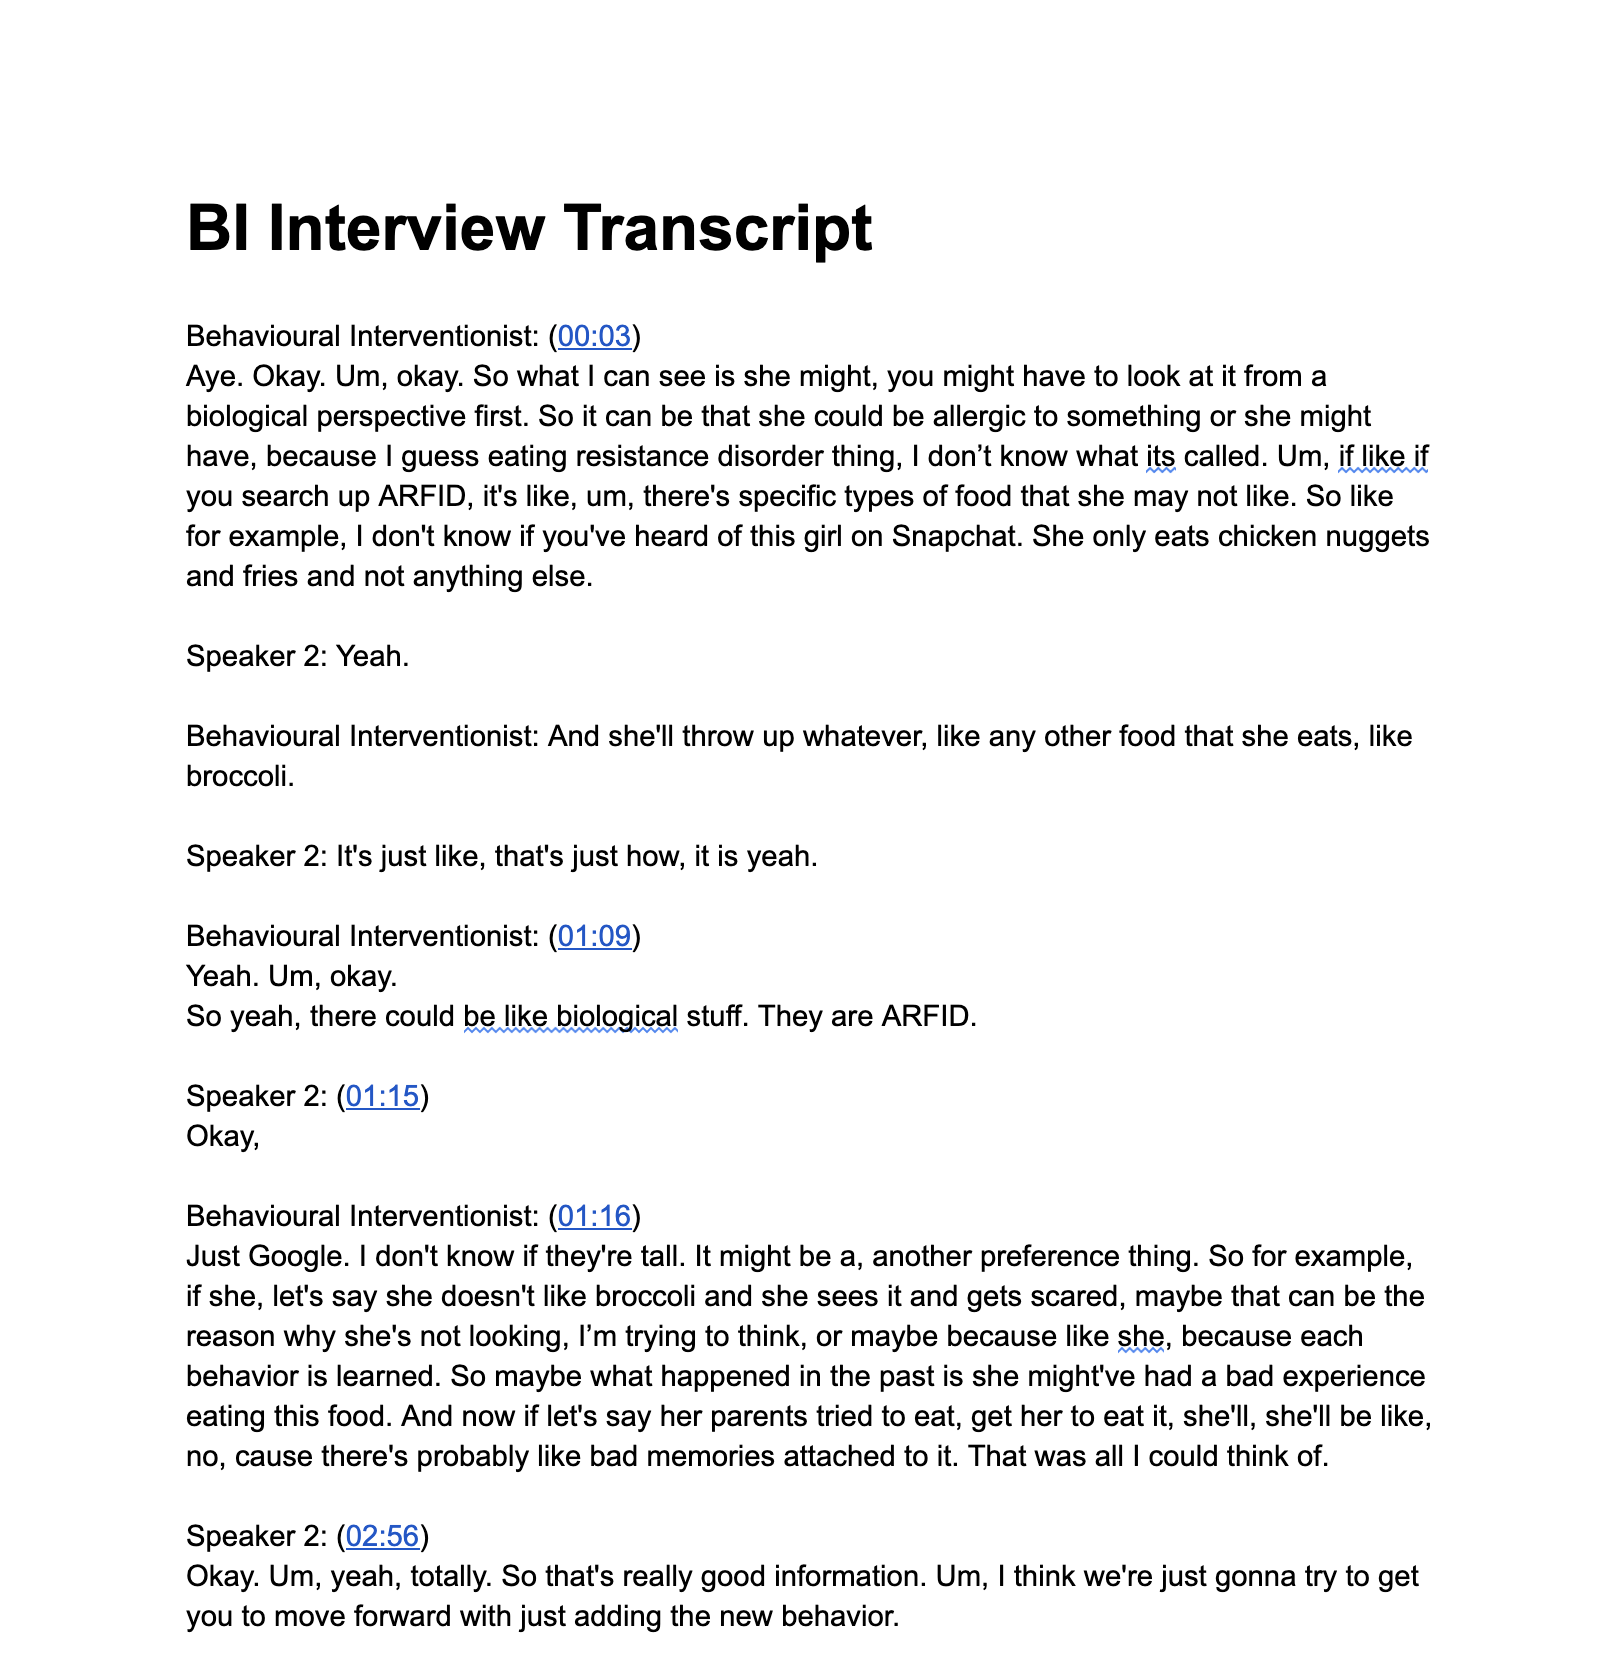 BI Interview Transcript
Behavioural Interventionist: (00:03)
Aye. Okay. Um, okay. So what I can see is she might, you might have to look at it from a
biological perspective first. So it can be that she could be allergic to something or she might
have, because I guess eating resistance disorder thing, I don’t know what its called. Um, if like if
you search up ARFID, it's like, um, there's specific types of food that she may not like. So like
for example, I don't know if you've heard of this girl on Snapchat. She only eats chicken nuggets
and fries and not anything else.
Speaker 2: Yeah.
Behavioural Interventionist: And she'll throw up whatever, like any other food that she eats, like
broccoli.
Speaker 2: It's just like, that's just how, it is yeah.
Behavioural Interventionist: (01:09)
Yeah. Um, okay.
So yeah, there could be like biological stuff. They are ARFID.
Speaker 2: (01:15)
Okay,
Behavioural Interventionist: (01:16)
Just Google. I don't know if they're tall. It might be a, another preference thing. So for example,
if she, let's say she doesn't like broccoli and she sees it and gets scared, maybe that can be the
reason why she's not looking, I’m trying to think, or maybe because like she, because each
behavior is learned. So maybe what happened in the past is she might've had a bad experience
eating this food. And now if let's say her parents tried to eat, get her to eat it, she'll, she'll be like,
no, cause there's probably like bad memories attached to it. That was all I could think of.
Speaker 2: (02:56)
Okay. Um, yeah, totally. So that's really good information. Um, I think we're just gonna try to get
you to move forward with just adding the new behavior.